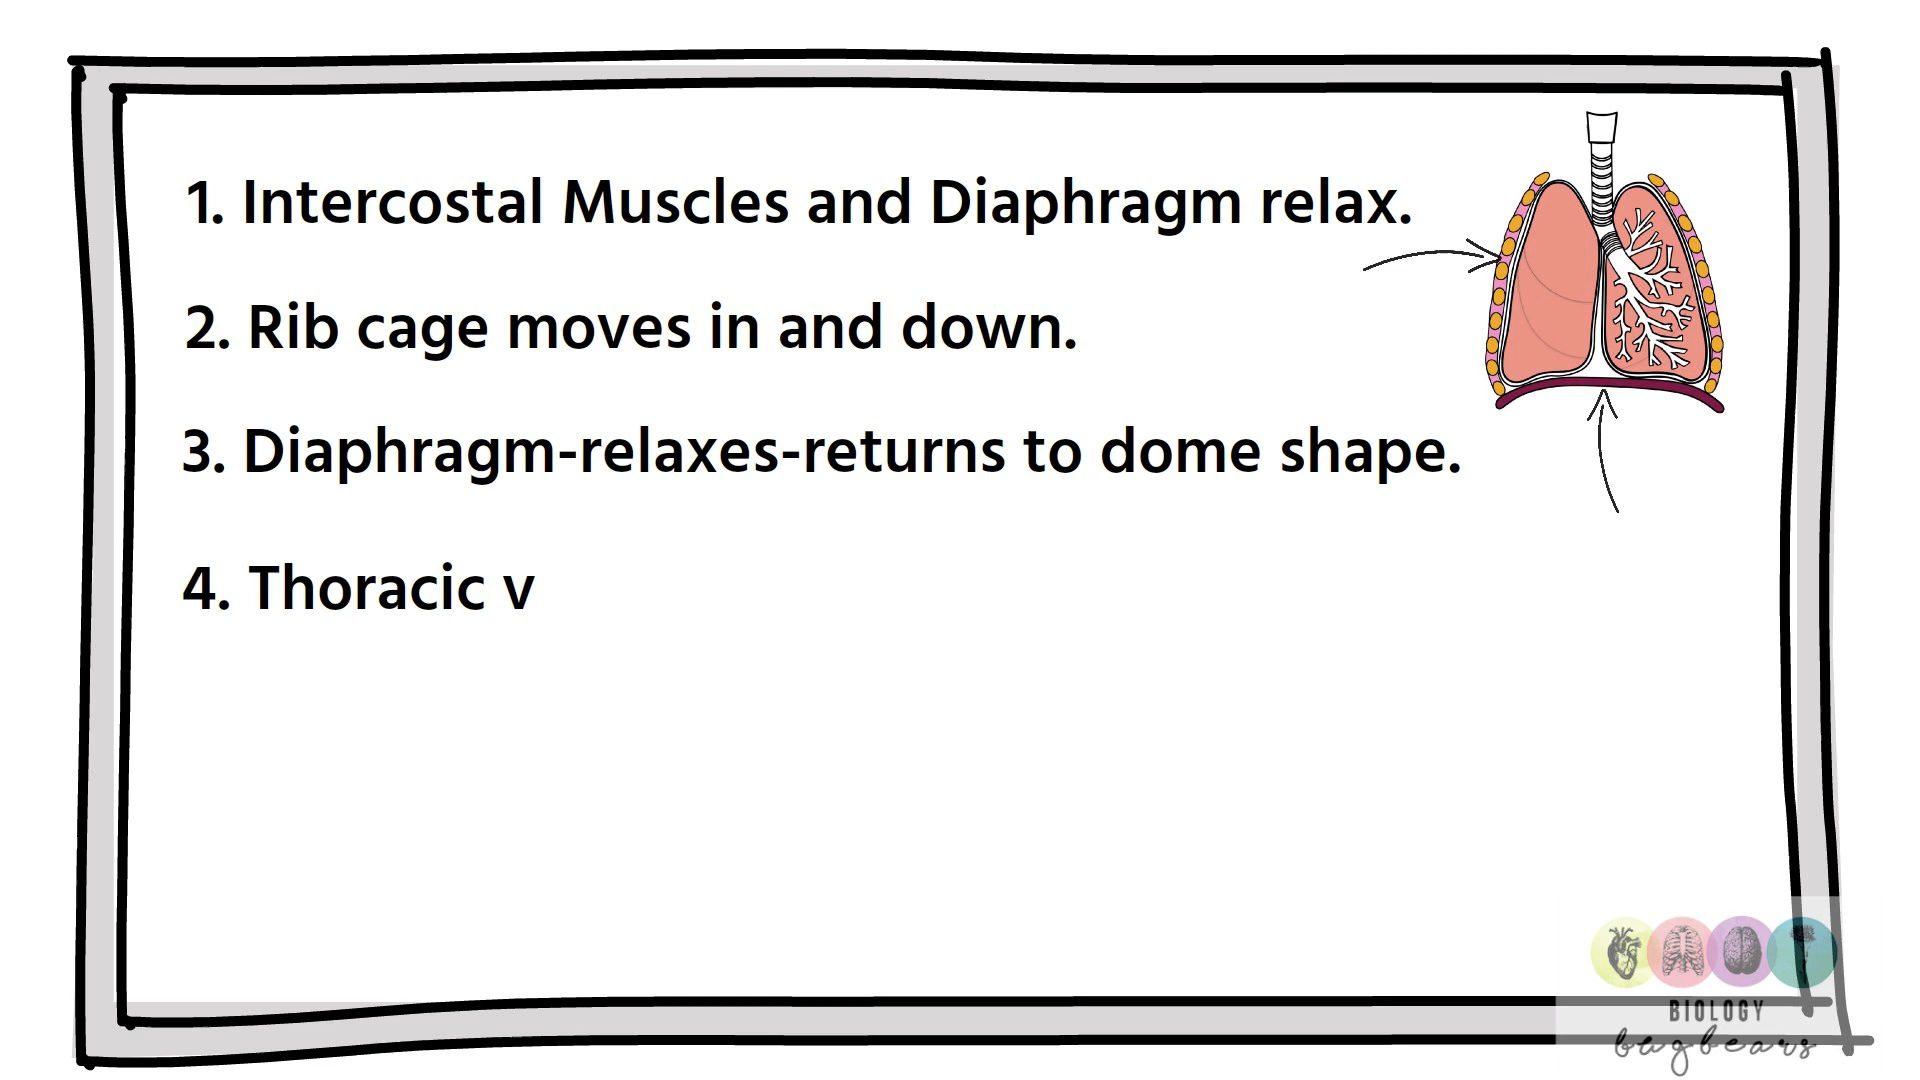 1. Intercostal Muscles and Diaphragm relax.
2. Rib cage moves in and down.
3. Diaphragm-relaxes-returns to dome shape.
4. Thoracic v
BIOLOGY
bugbears